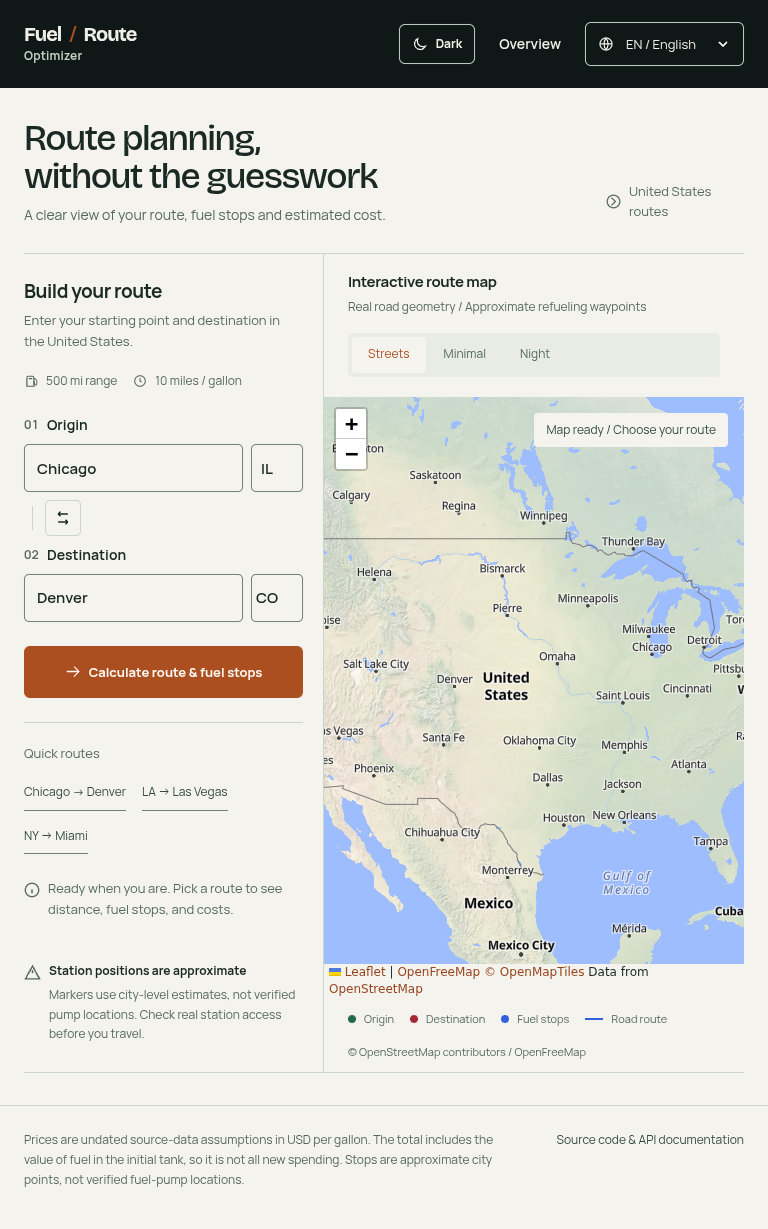 Fuel / Route
Optimizer
Dark
Overview
EN / English
Route planning,
without the guesswork
A clear view of your route, fuel stops and estimated cost.
United States
routes
Build your route
Enter your starting point and destination in
the United States.
500 mi range
10 miles / gallon
01 Origin
Chicago
IL
02 Destination
Denver
CO
Calculate route & fuel stops
Quick routes
Chicago → Denver
LA → Las Vegas
NY → Miami
Ready when you are. Pick a route to see
distance, fuel stops, and costs.
Station positions are approximate
Markers use city-level estimates, not verified
pump locations. Check real station access
before you travel.
Interactive route map
Real road geometry / Approximate refueling waypoints
Streets
Minimal
Night
+
−
Map ready / Choose your route
Saskatoon
Calgary
Regina
Winnipeg
Thunder Bay
Helena
Bismarck
Pierre
Minneapolis
Milwaukee
Chicago
Detroit
Salt Lake City
Denver
Omaha
United
States
Saint Louis
Cincinnati
Santa Fe
Oklahoma City
Memphis
Atlanta
Phoenix
Dallas
Jackson
Houston
New Orleans
Chihuahua City
Tampa
Monterrey
Gulf of
Mexico
Mexico
Cuba
Mérida
Mexico City
Leaflet | OpenFreeMap © OpenMapTiles Data from
OpenStreetMap
Origin
Destination
Fuel stops
Road route
© OpenStreetMap contributors / OpenFreeMap
Prices are undated source-data assumptions in USD per gallon. The total includes the
value of fuel in the initial tank, so it is not all new spending. Stops are approximate city
points, not verified fuel-pump locations.
Source code & API documentation